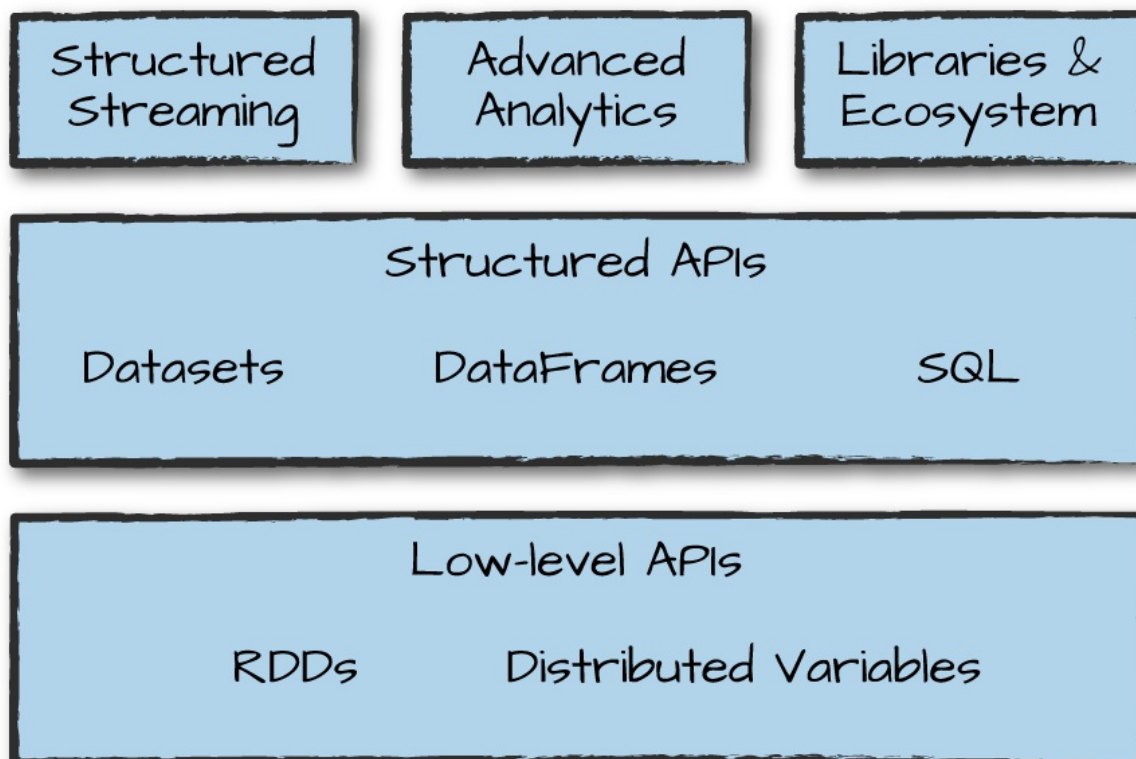 Structured
Streaming
Advanced
Analytics
Libraries &
Ecosystem
Structured APIs
Datasets DataFrames SQL
Low-level APIs
RDDs Distributed Variables